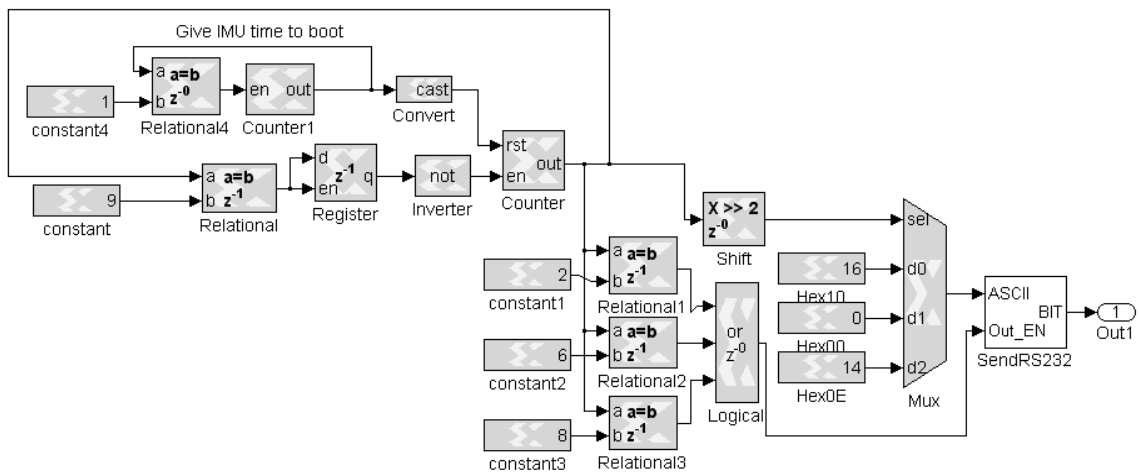 Give IMU time to boot
a
a=b
b
z-0
1
constant4
Relational4
en
out
Counter1
cast
Convert
a
a=b
b
z-1
9
constant
Relational
d
z-1
q
en
Register
not
Inverter
rst
out
en
Counter
X >> 2
z-0
Shift
sel
d0
d1
d2
Mux
16
Hex10
0
Hex00
14
Hex0E
a
a=b
b
z-1
2
constant1
Relational1
a
a=b
b
z-1
6
constant2
Relational2
a
a=b
b
z-1
8
constant3
Relational3
or
z-0
Logical
ASCII
BIT
Out_EN
SendRS232
1
Out1